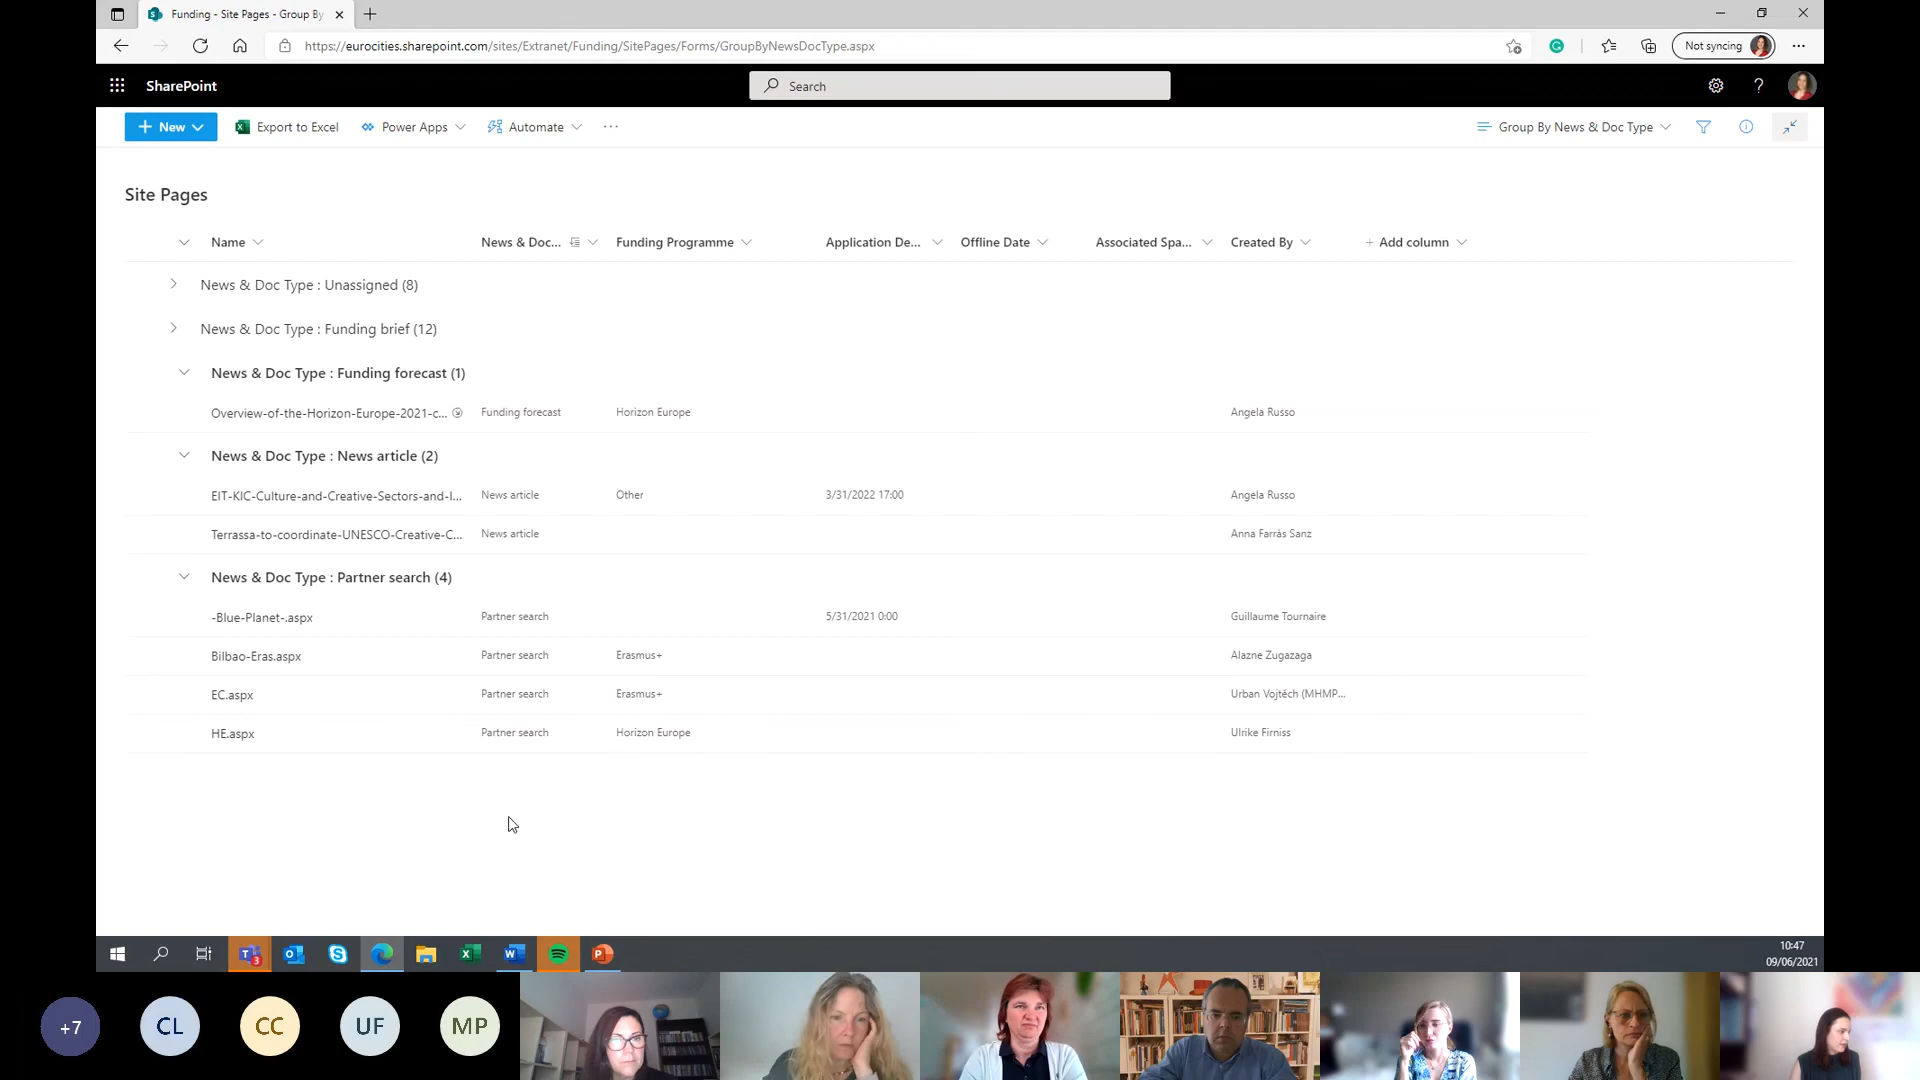 Funding - Site Pages - Group By
https://eurocities.sharepoint.com/sites/Extranet/Funding/SitePages/Forms/GroupByNewsDocType.aspx
Not syncing
SharePoint
Search
New
Export to Excel
Power Apps
Automate
Group By News & Doc Type
Site Pages
Name News & Doc... Funding Programme Application De... Offline Date Associated Spa... Created By Add column
News & Doc Type : Unassigned (8)
News & Doc Type : Funding brief (12)
News & Doc Type : Funding forecast (1)
Overview-of-the-Horizon-Europe-2021-c... Funding forecast Horizon Europe Angela Russo
News & Doc Type : News article (2)
EIT-KIC-Culture-and-Creative-Sectors-and-I... News article Other 3/31/2022 17:00 Angela Russo
Terrassa-to-coordinate-UNESCO-Creative-C... News article Anna Farràs Sanz
News & Doc Type : Partner search (4)
-Blue-Planet-.aspx Partner search 5/31/2021 0:00 Guillaume Tournaire
Bilbao-Eras.aspx Partner search Erasmus+ Alazne Zugazaga
EC.aspx Partner search Erasmus+ Urban Vojtěch (MHMP...
HE.aspx Partner search Horizon Europe Ulrike Firniss
10:47
09/06/2021
+7
CL
CC
UF
MP